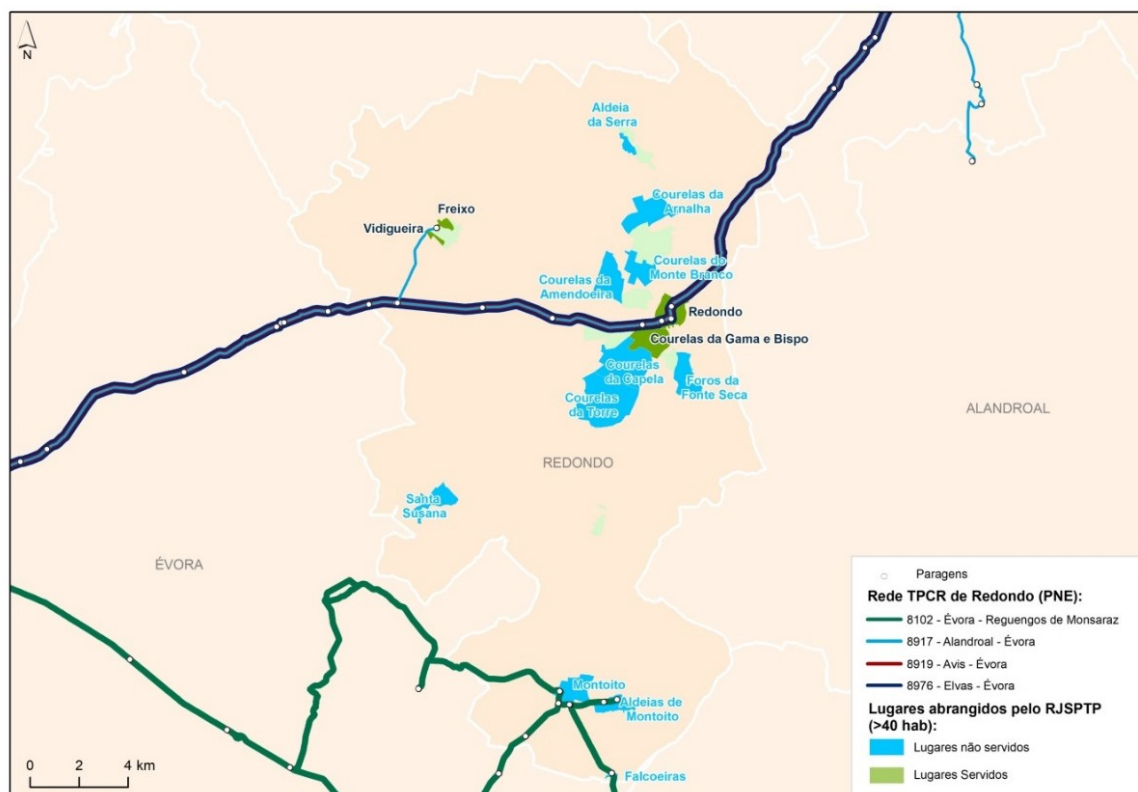 N
Aldeia
da Serra
Courelas da
Arnalha
Freixo
Vidigueira
Courelas do
Monte Branco
Courelas da
Amendoeira
Redondo
Courelas da Gama e Bispo
Courelas
da Capela
Foros da
Fonte Seca
Courelas
da Torre
ALANDROAL
REDONDO
Santa
Susana
ÉVORA
Montoito
Aldeias de
Montoito
Falcoeiras
0 2 4 km
Paragens
Rede TPCR de Redondo (PNE):
8102 - Évora - Reguengos de Monsaraz
8917 - Alandroal - Évora
8919 - Avis - Évora
8976 - Elvas - Évora
Lugares abrangidos pelo RJSPTP
(>40 hab):
Lugares não servidos
Lugares Servidos